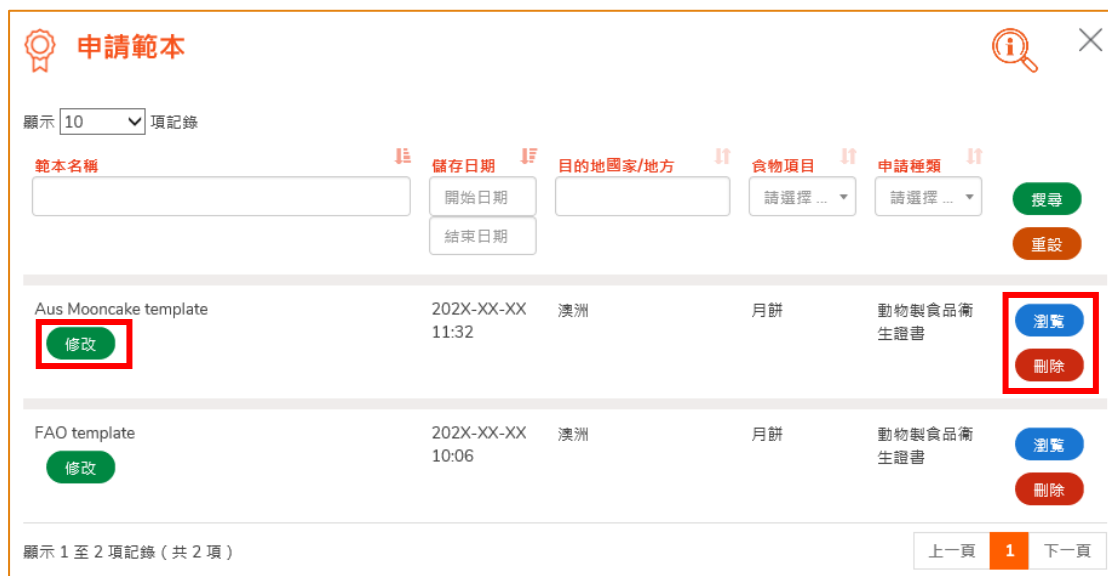 申請範本
顯示 10 項記錄
範本名稱 儲存日期 目的地國家/地方 食物項目 申請種類
開始日期 請選擇 ... 請選擇 ... 搜尋
結束日期 重設
Aus Mooncake template 202X-XX-XX 澳洲 月餅 動物製食品衞 瀏覧
修改 11:32 生證書
刪除
FAO template 202X-XX-XX 澳洲 月餅 動物製食品衞 瀏覧
修改 10:06 生證書
刪除
顯示 1 至 2 項記錄 ( 共 2 項 ) 上一頁 1 下一頁